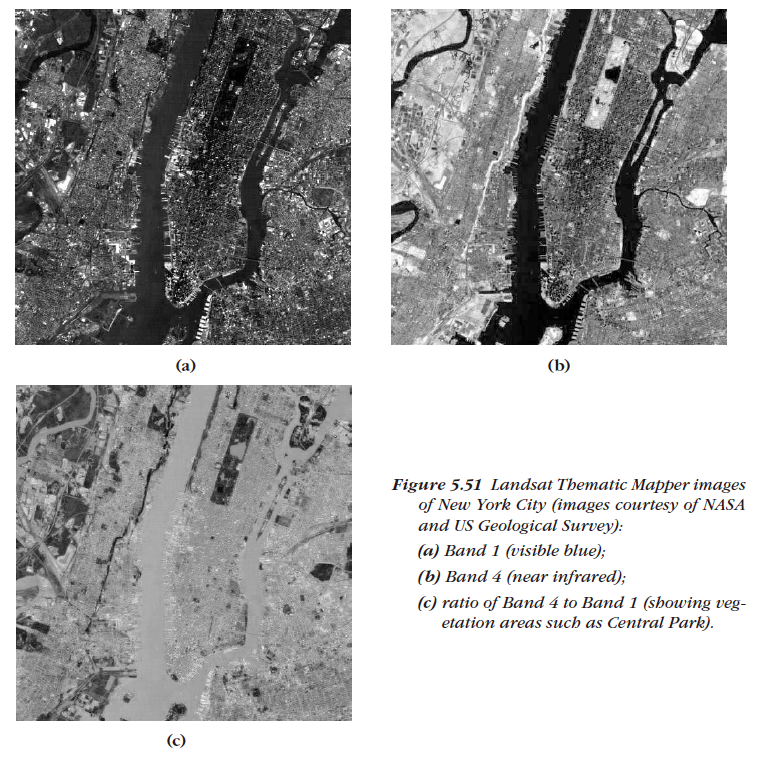 (a)
(b)
Figure 5.51 Landsat Thematic Mapper images
of New York City (images courtesy of NASA
and US Geological Survey):
(a) Band 1 (visible blue);
(b) Band 4 (near infrared);
(c) ratio of Band 4 to Band 1 (showing veg-
etation areas such as Central Park).
(c)